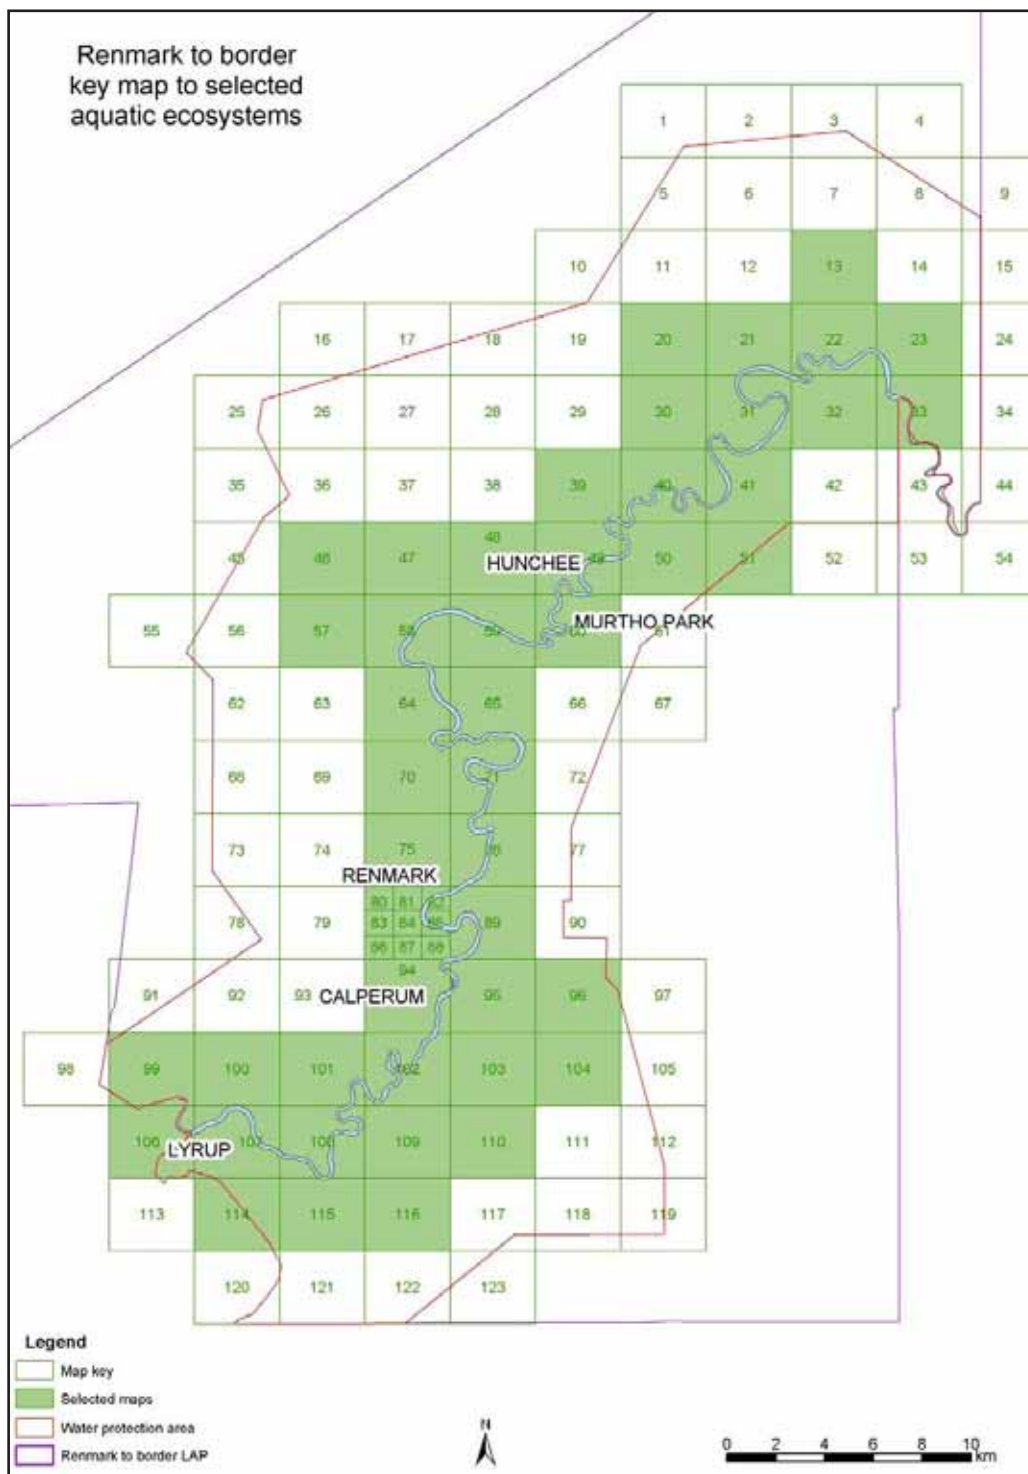 Renmark to border
key map to selected
aquatic ecosystems
1 2 3 4
5 6 7 8 9
10 11 12 13 14 15
16 17 18 19 20 21 22 23 24
25 26 27 28 29 30 31 32 33 34
35 36 37 38 39 40 41 42 43 44
45 46 47 48 49 50 51 52 53 54
HUNCHEE
55 56 57 58 59 60 61
MURTHO PARK
62 63 64 65 66 67
68 69 70 71 72
73 74 75 76 77
RENMARK
78 79 80 81 82
83 84 85 89 90
86 87 88
91 92 93 94 95 96 97
CALPERUM
98 99 100 101 102 103 104 105
106 107 108 109 110 111 112
LYRUP
113 114 115 116 117 118 119
120 121 122 123
Legend
Map key
Selected maps
Water protection area
Renmark to border LAP
N
0 2 4 6 8 10
km